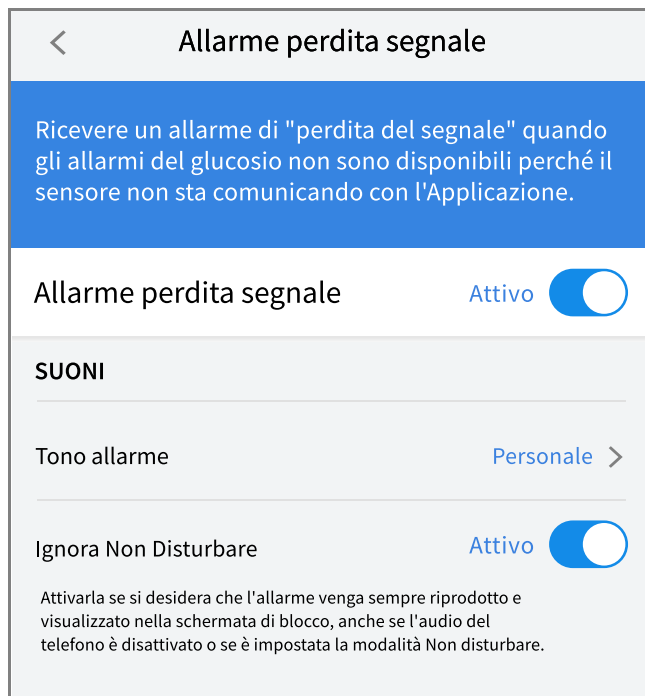 Allarme perdita segnale
Ricevere un allarme di "perdita del segnale" quando
gli allarmi del glucosio non sono disponibili perché il
sensore non sta comunicando con l'Applicazione.
Allarme perdita segnale Attivo
SUONI
Tono allarme Personale
Ignora Non Disturbare Attivo
Attivarla se si desidera che l'allarme venga sempre riprodotto e
visualizzato nella schermata di blocco, anche se l'audio del
telefono è disattivato o se è impostata la modalità Non disturbare.